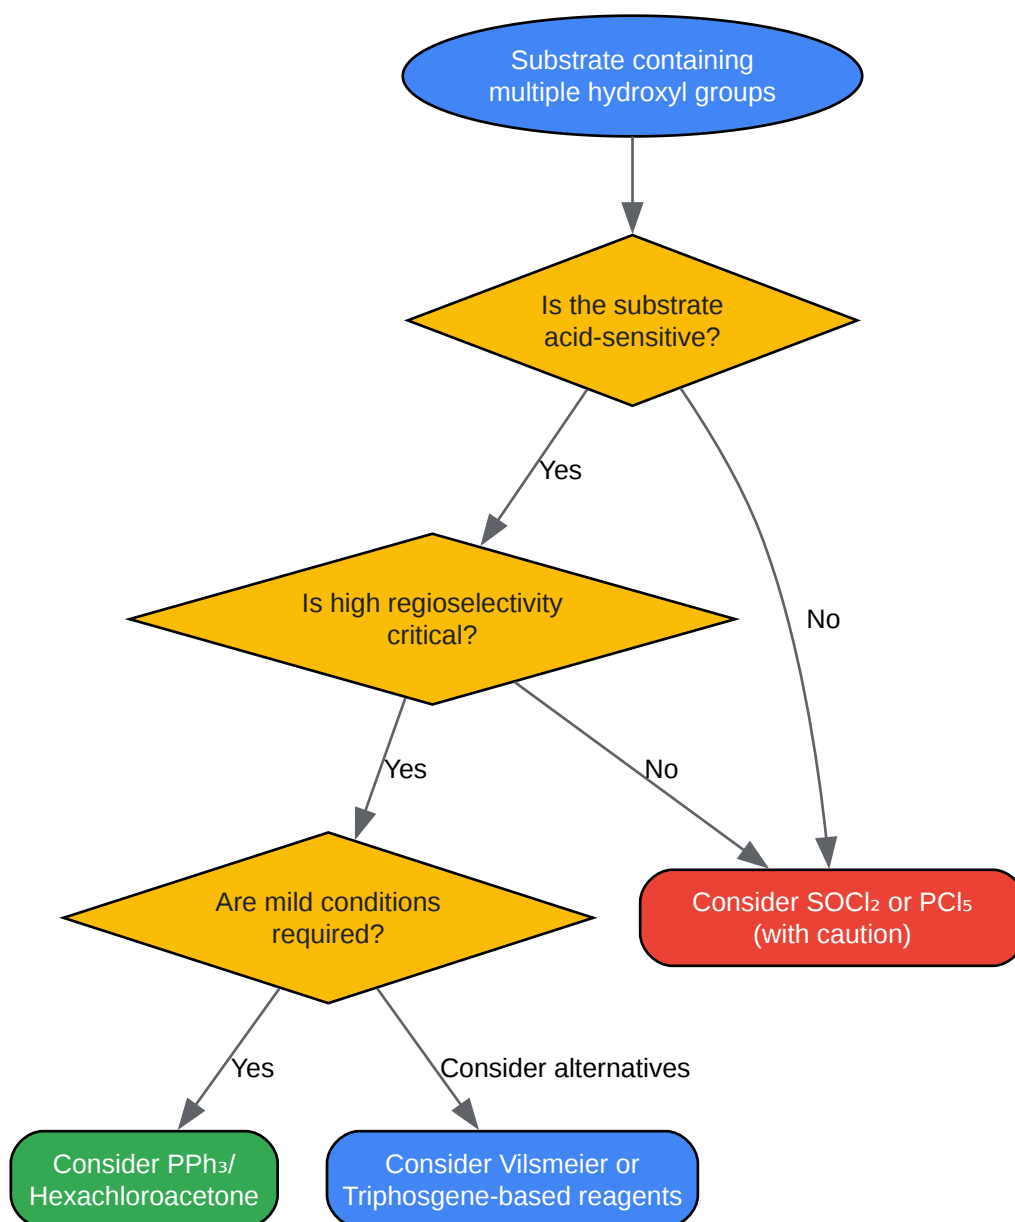 Substrate containing
multiple hydroxyl groups
Is the substrate
acid-sensitive?
Yes
No
Is high regioselectivity
critical?
Yes
No
Are mild conditions
required?
Consider SOCl₂ or PCl₅
(with caution)
Yes
Consider alternatives
Consider PPh₃/
Hexachloroacetone
Consider Vilsmeier or
Triphosgene-based reagents